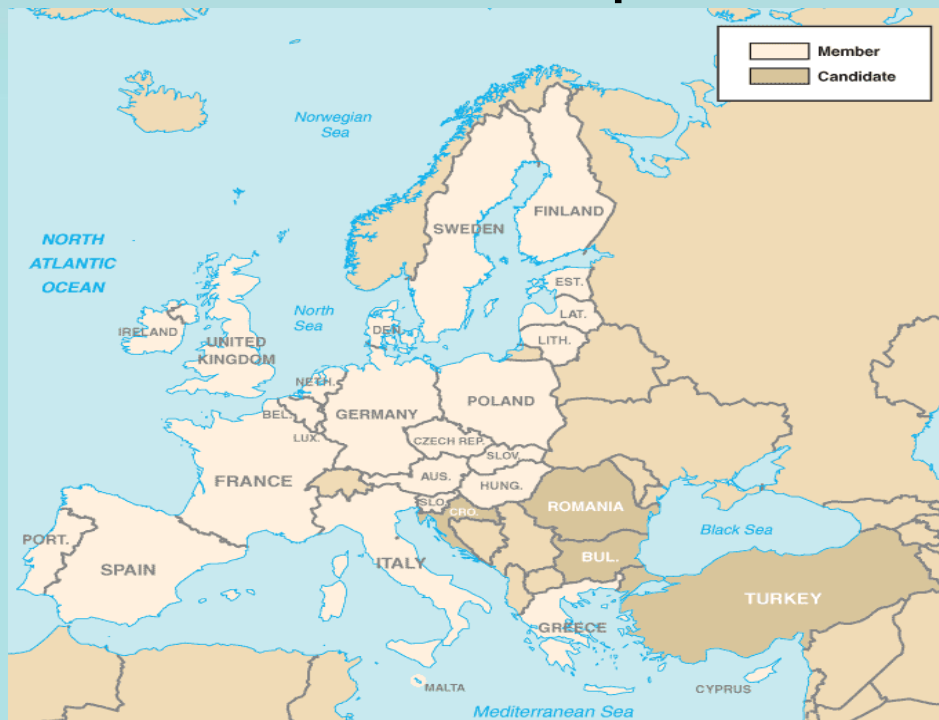 Member
Candidate
Norwegian
Sea
NORTH
ATLANTIC
OCEAN
FINLAND
SWEDEN
EST.
North
Sea
LAT.
IRELAND
DEN.
UNITED
KINGDOM
LITH.
NETH.
POLAND
BEL.
GERMANY
LUX.
CZECH REP.
SLOV.
FRANCE
AUS.
HUNG.
SLO.
CRO.
ROMANIA
PORT.
Black Sea
SPAIN
ITALY
BUL.
TURKEY
GREECE
MALTA
CYPRUS
Mediterranean Sea